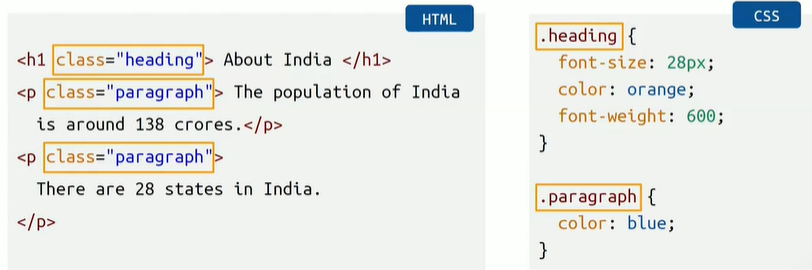 HTML
<h1 class="heading"> About India </h1>
<p class="paragraph"> The population of India
is around 138 crores.</p>
<p class="paragraph">
There are 28 states in India.
</p>
CSS
.heading {
font-size: 28px;
color: orange;
font-weight: 600;
}
.paragraph {
color: blue;
}